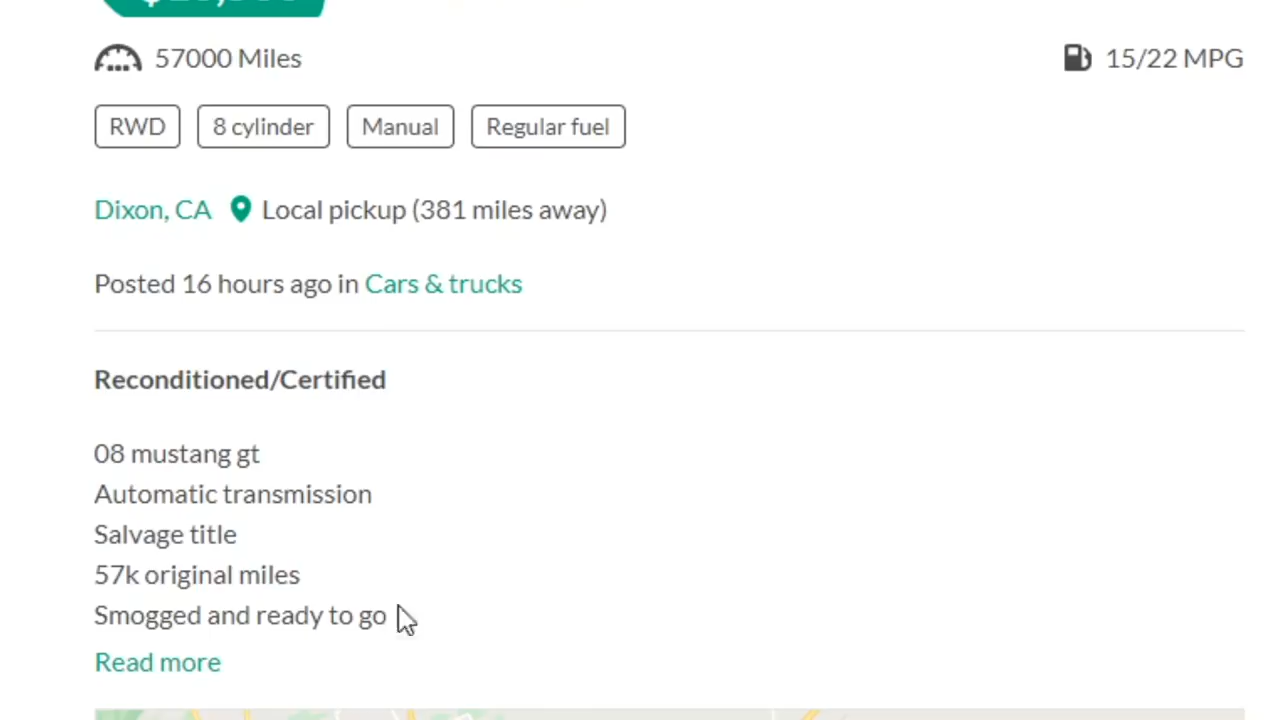 57000 Miles
15/22 MPG
RWD
8 cylinder
Manual
Regular fuel
Dixon, CA Local pickup (381 miles away)
Posted 16 hours ago in Cars & trucks
Reconditioned/Certified
08 mustang gt
Automatic transmission
Salvage title
57k original miles
Smogged and ready to go
Read more